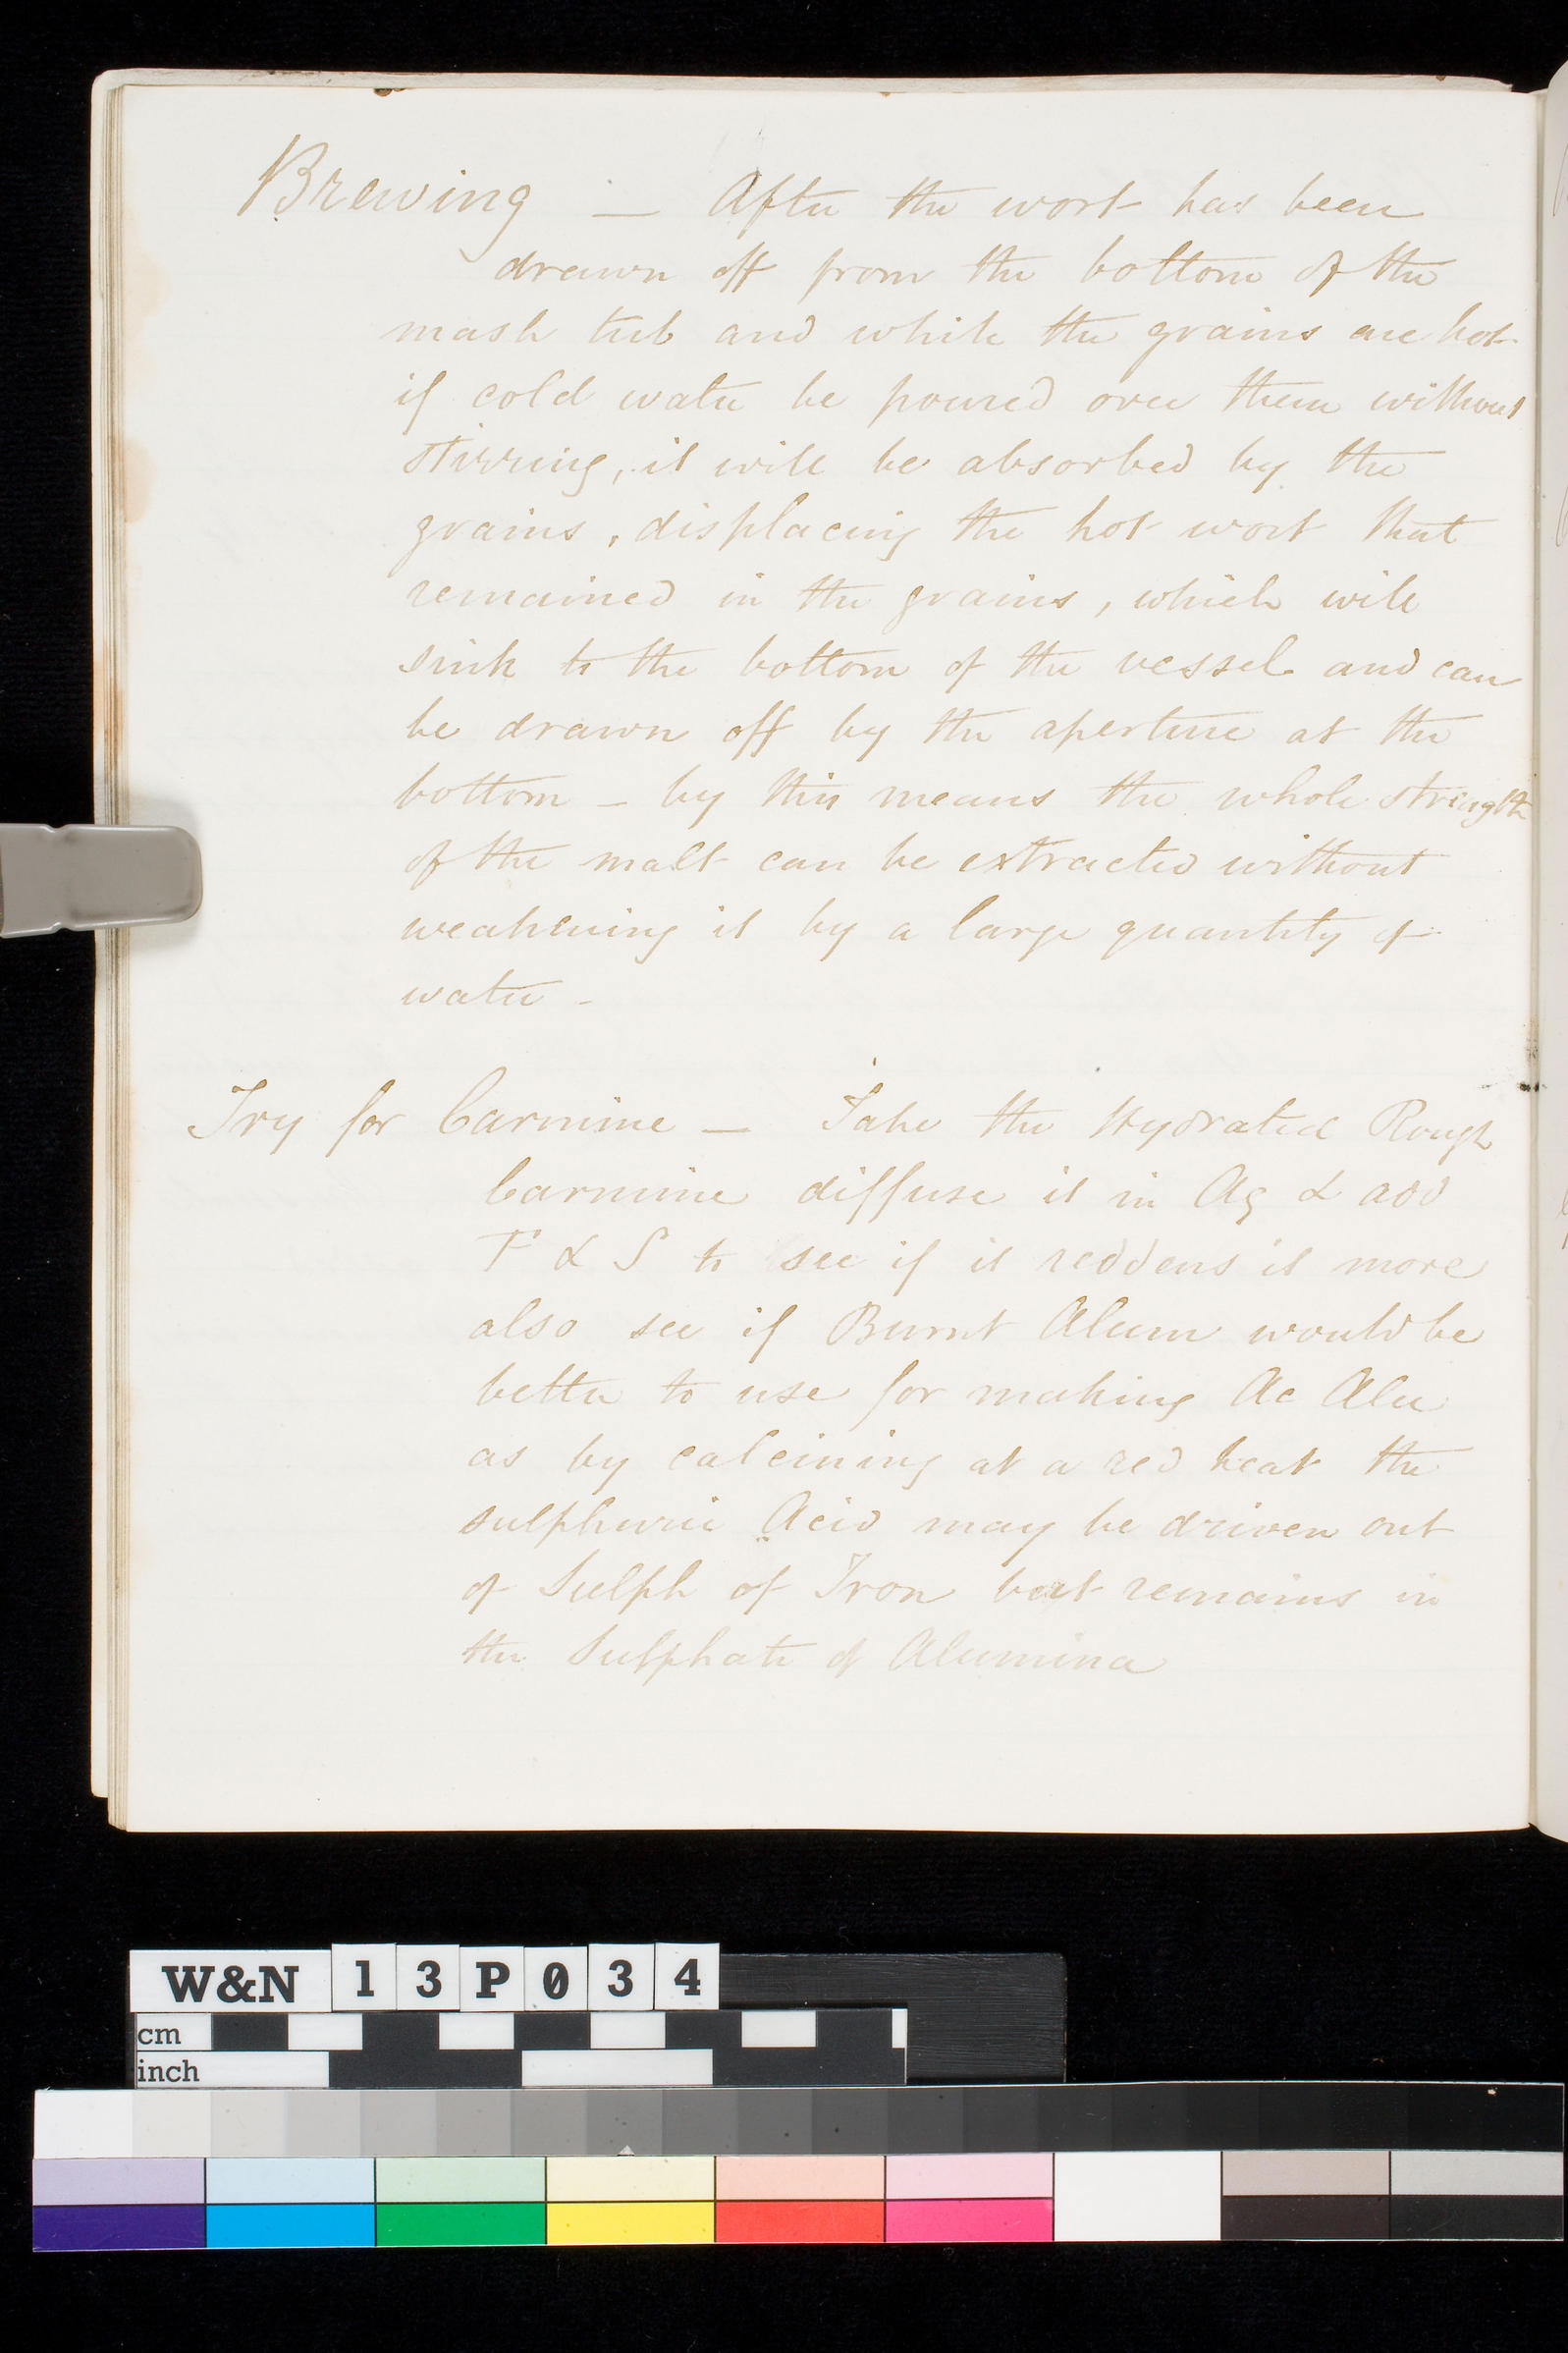 Brewing — After the wort has been
drawn off from the bottom of the
mash tub and while the grains are hot
if cold water be poured over them without
stirring, it will be absorbed by the
grains, displacing the hot wort that
remained in the grains, which will
sink to the bottom of the vessel and can
be drawn off by the aperture at the
bottom — by this means the whole strength
of the malt can be extracted without
weakening it by a large quantity of
water —
Try for Carmine — Take the Hydrated Rough
Carmine diffuse it in Aq & add
T & S to see if it reddens it more
also see if Burnt Alum would be
better to use for making Ac Alu
as by calcining at a red heat the
sulphuric Acid may be driven out
of Sulph of Iron but remains in
the Sulphate of Alumina
W&N 13P034
cm
inch